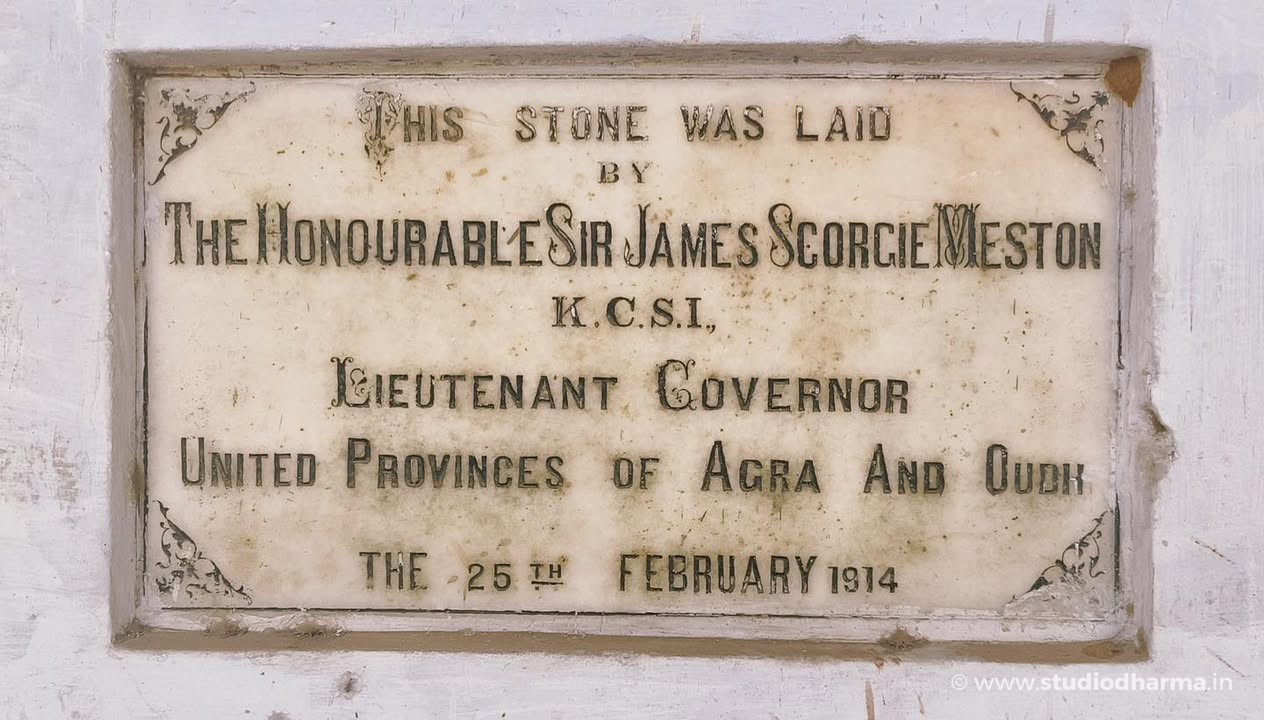 THIS STONE WAS LAID
BY
THE HONOURABLE SIR JAMES SCORGIE MESTON
K.C.S.I.,
LIEUTENANT GOVERNOR
UNITED PROVINCES OF AGRA AND OUDH
THE 25TH FEBRUARY 1914
© www.studiodharma.in